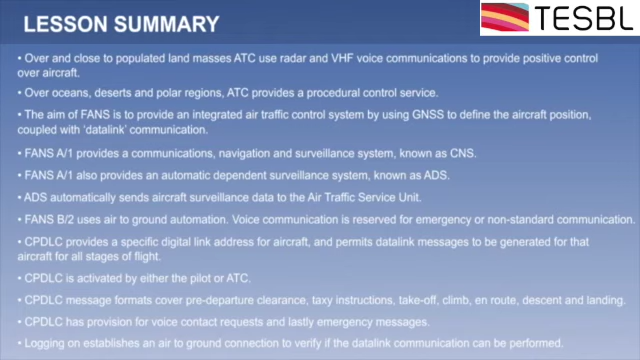 LESSON SUMMARY
TESBL
• Over and close to populated land masses ATC use radar and VHF voice communications to provide positive control
over aircraft.
• Over oceans, deserts and polar regions, ATC provides a procedural control service.
• The aim of FANS is to provide an integrated air traffic control system by using GNSS to define the aircraft position,
coupled with 'datalink' communication.
• FANS A/1 provides a communications, navigation and surveillance system, known as CNS.
• FANS A/1 also provides an automatic dependent surveillance system, known as ADS.
• ADS automatically sends aircraft surveillance data to the Air Traffic Service Unit.
• FANS B/2 uses air to ground automation. Voice communication is reserved for emergency or non-standard communication.
• CPDLC provides a specific digital link address for aircraft, and permits datalink messages to be generated for that
aircraft for all stages of flight.
• CPDLC is activated by either the pilot or ATC.
• CPDLC message formats cover pre-departure clearance, taxy instructions, take-off, climb, en route, descent and landing.
• CPDLC has provision for voice contact requests and lastly emergency messages.
• Logging on establishes an air to ground connection to verify if the datalink communication can be performed.